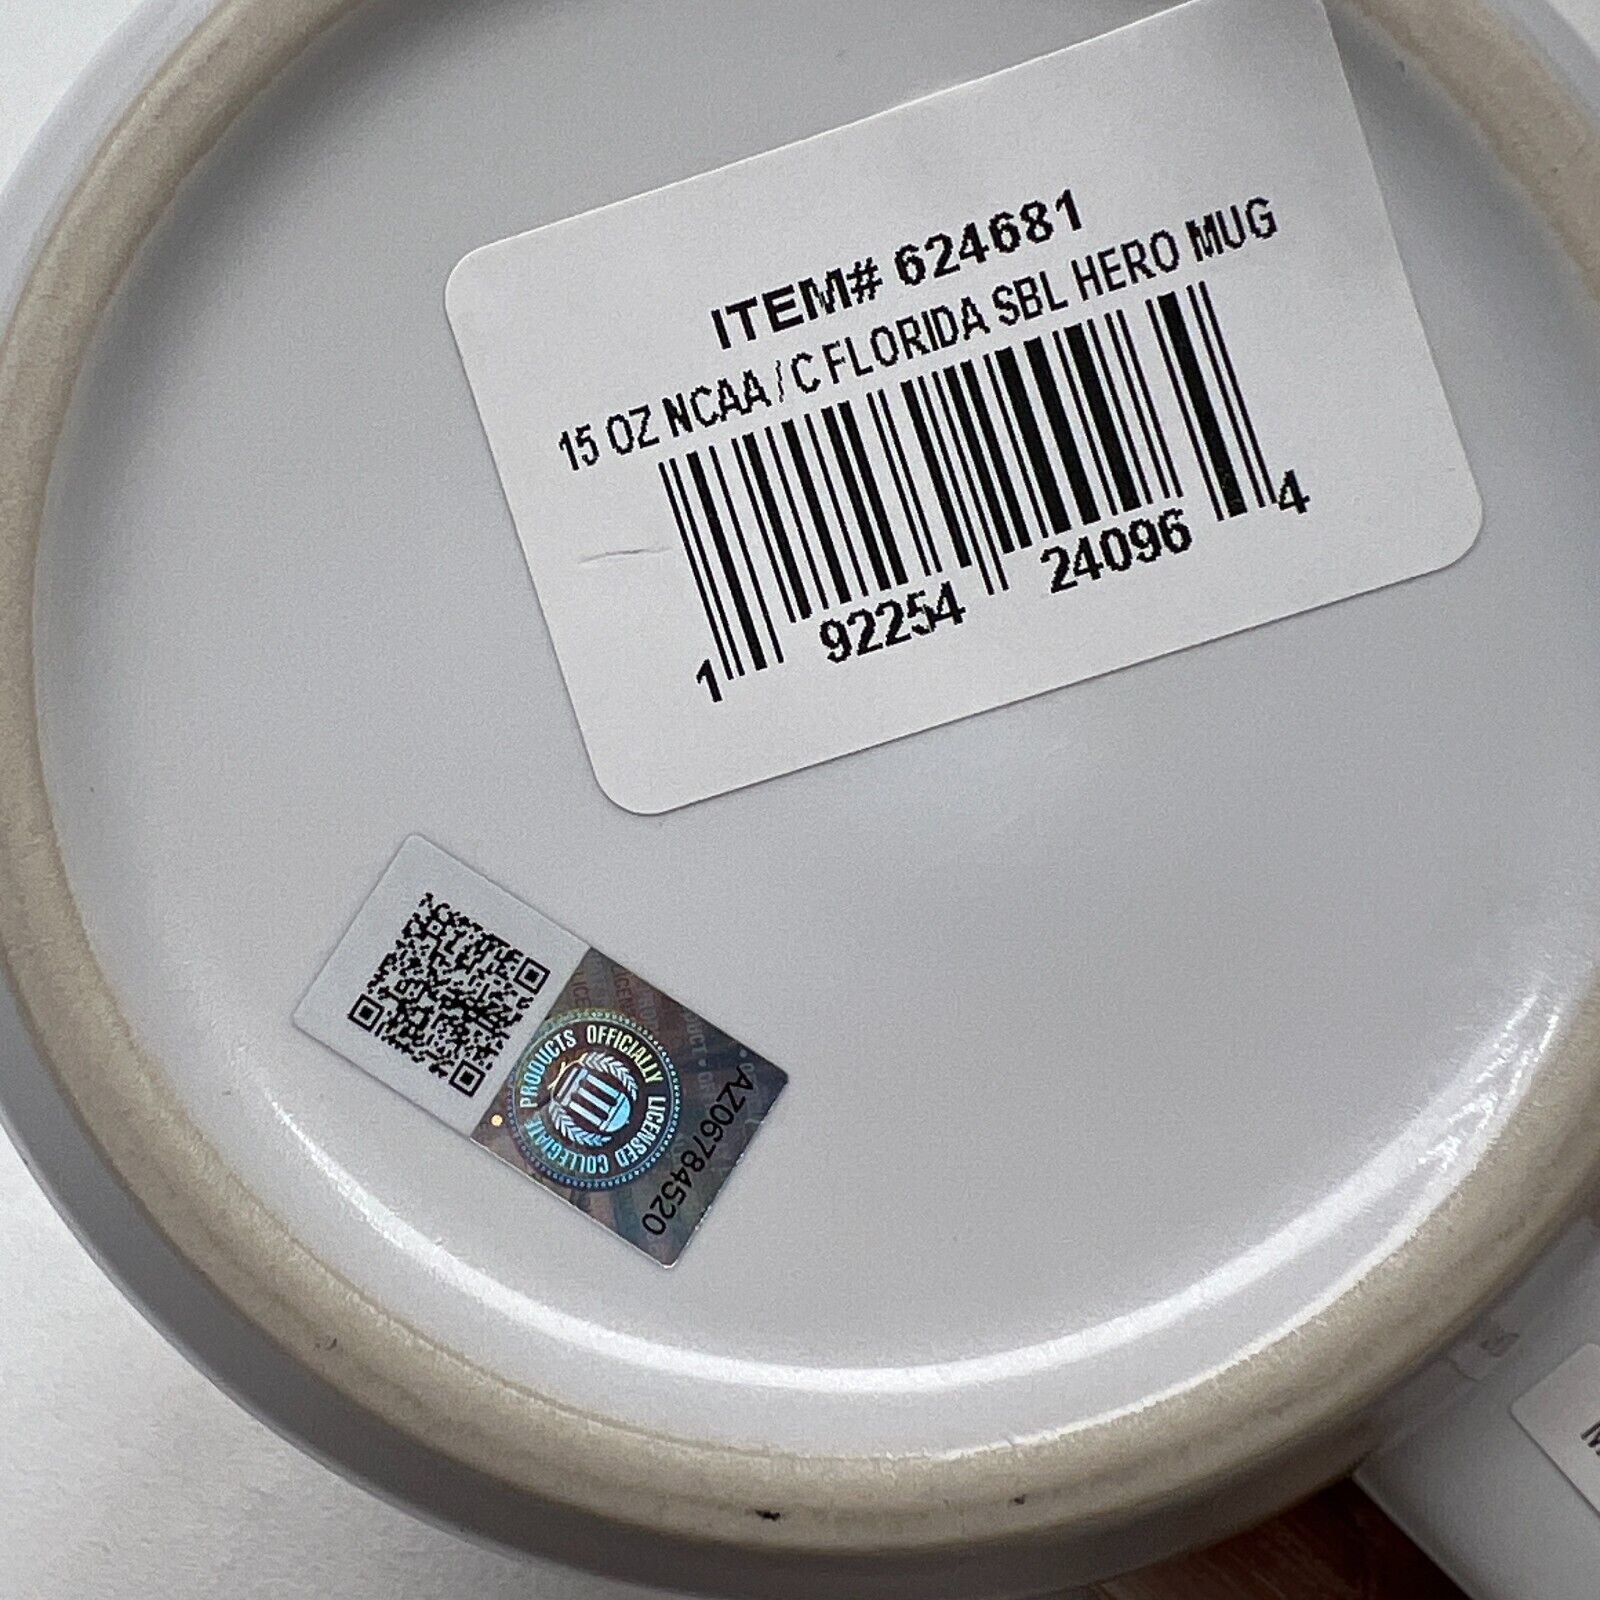 ITEM# 624681
15 OZ NCAA / C FLORIDA SBL HERO MUG
1 92254 24096 4
OFFICIALLY LICENSED COLLEGIATE PRODUCTS
AZ06784520